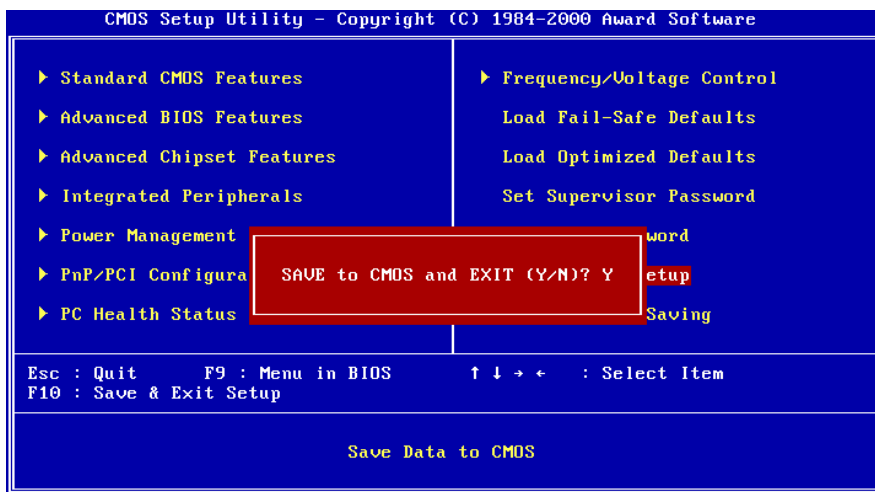 CMOS Setup Utility - Copyright (C) 1984-2000 Award Software
Standard CMOS Features
Advanced BIOS Features
Advanced Chipset Features
Integrated Peripherals
Power Management
PnP/PCI Configura
PC Health Status
Frequency/Voltage Control
Load Fail-Safe Defaults
Load Optimized Defaults
Set Supervisor Password
word
etup
Saving
SAVE to CMOS and EXIT (Y/N)? Y
Esc : Quit F9 : Menu in BIOS ↑ ↓ → ← : Select Item
F10 : Save & Exit Setup
Save Data to CMOS